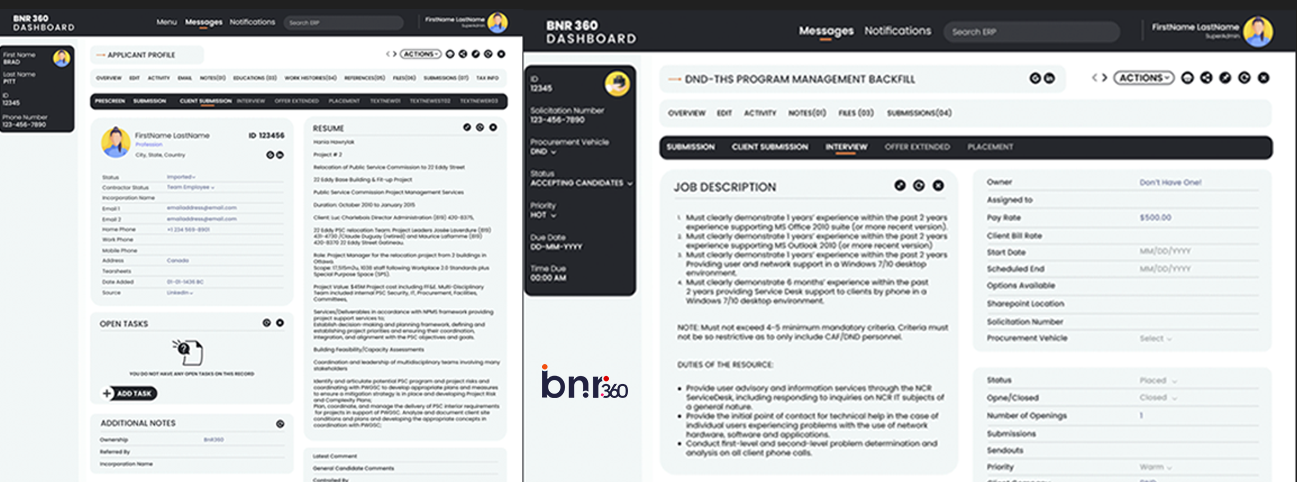 BNR 360
DASHBOARD
Menu
Messages
Notifications
Search ERP
FirstName LastName
SuperAdmin
First Name
BRAD
Last Name
PITT
ID
12345
Phone Number
123-456-7890
APPLICANT PROFILE
ACTIONS
OVERVIEW EDIT ACTIVITY EMAIL NOTES(01) EDUCATIONS (03) WORK HISTORIES(04) REFERENCES(05) FILES(06) SUBMISSIONS (07) TAX INFO
PRESCREEN SUBMISSION CLIENT SUBMISSION INTERVIEW OFFER EXTENDED PLACEMENT
FirstName LastName
ID 123456
Profession
City, State, Country
Status Imported
Contractor Status Team Employee
Incorporation Name
Email 1 emailaddress@email.com
Email 2 emailaddress@email.com
Home Phone +1 234 569-8901
Work Phone
Mobile Phone
Address Canada
Tearsheets
Date Added 01-01-1436 BC
Source LinkedIn
OPEN TASKS
YOU DO NOT HAVE ANY OPEN TASKS ON THIS RECORD
+ ADD TASK
ADDITIONAL NOTES
Ownership BNR360
Referred By
Incorporation Name
RESUME
Hania Hawrylak
Project # 2
Relocation of Public Service Commission to 22 Eddy Street
22 Eddy Base Building & Fit-up Project
Public Service Commission Project Management Services
Duration: October 2010 to January 2015
Client: Luc Charlebois Director Administration (819) 420-8375,
22 Eddy PSC relocation Team: Project Leaders Josée Laverdure (819)
431-4730 /Claude Duguay (retired) and Maurice Laflamme (819)
420-8370 22 Eddy Street Gatineau.
Role: Project Manager for the relocation project from 2 buildings in
Ottawa
Scope: 17,515m2u, 1038 staff following Workplace 2.0 Standards plus
Special Purpose Space (SPS).
Project Value: $45M Project cost including FF&E. Multi-Disciplinary
Team included internal PSC Security, IT, Procurement, Facilities,
Committees,
Services/Deliverables in accordance with NPMS framework providing
project support services to;
Establish decision-making and planning framework, defining and
establishing project priorities and ensuring their coordination,
integration, and alignment with the PSC objectives and goals.
Building Feasibility/Capacity Assessments
Coordination and leadership of multidisciplinary teams involving many
stakeholders
Identify and articulate potential PSC program and project risks and
coordinating with PWGSC to develop appropriate plans and measures
to ensure a mitigation strategy is in place and developing Project Risk
and Complexity Plans;
Plan, coordinate, and manage the delivery of PSC interior requirements
for projects in support of PWGSC. Analyze and document client site
conditions and plans and developing the appropriate concepts in
coordination with PWGSC;
Latest Comment
General Candidate Comments
Controlled By
BNR 360
DASHBOARD
Messages
Notifications
Search ERP
FirstName LastName
SuperAdmin
ID
12345
Solicitation Number
123-456-7890
Procurement Vehicle
DND
Status
ACCEPTING CANDIDATES
Priority
HOT
Due Date
DD-MM-YYYY
Time Due
00:00 AM
bnr360
DND-THS PROGRAM MANAGEMENT BACKFILL
ACTIONS
OVERVIEW EDIT ACTIVITY NOTES(01) FILES (03) SUBMISSIONS(04)
SUBMISSION CLIENT SUBMISSION INTERVIEW OFFER EXTENDED PLACEMENT
JOB DESCRIPTION
1. Must clearly demonstrate 1 years' experience within the past 2 years
experience supporting MS Office 2010 suite (or more recent version).
2. Must clearly demonstrate 1 years' experience within the past 2 years
experience supporting MS Outlook 2010 (or more recent version)
3. Must clearly demonstrate 1 years' experience within the past 2 years
Providing user and network support in a Windows 7/10 desktop
environment.
4. Must clearly demonstrate 6 months' experience within the past
2 years providing Service Desk support to clients by phone in a
Windows 7/10 desktop environment.
NOTE: Must not exceed 4-5 minimum mandatory criteria. Criteria must
not be so restrictive as to only include CAF/DND personnel.
DUTIES OF THE RESOURCE:
• Provide user advisory and information services through the NCR
ServiceDesk, including responding to inquiries on NCR IT subjects of
a general nature.
• Provide the initial point of contact for technical help in the case of
individual users experiencing problems with the use of network
hardware, software and applications.
• Conduct first-level and second-level problem determination and
analysis on all client phone calls.
Owner Don't Have One!
Assigned to
Pay Rate $500.00
Client Bill Rate
Start Date MM/DD/YYYY
Scheduled End MM/DD/YYYY
Options Available
Sharepoint Location
Solicitation Number
Procurement Vehicle Select
Status Placed
Opne/Closed Closed
Number of Openings 1
Submissions
Sendouts
Priority Warm